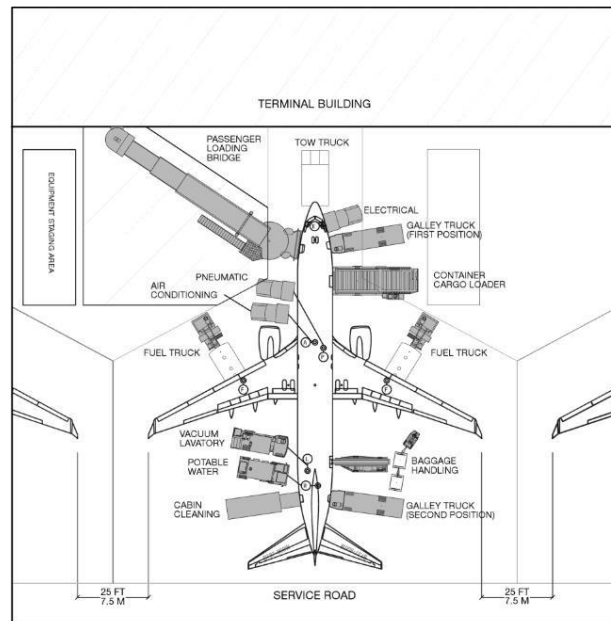 TERMINAL BUILDING
PASSENGER
LOADING
BRIDGE
TOW TRUCK
EQUIPMENT STAGING AREA
ELECTRICAL
E
GALLEY TRUCK
(FIRST POSITION)
PNEUMATIC
AIR
CONDITIONING
CONTAINER
CARGO LOADER
A
P
FUEL TRUCK
FUEL TRUCK
F
F
VACUUM
LAVATORY
L
POTABLE
WATER
BAGGAGE
HANDLING
CABIN
CLEANING
GALLEY TRUCK
(SECOND POSITION)
25 FT
7.5 M
SERVICE ROAD
25 FT
7.5 M